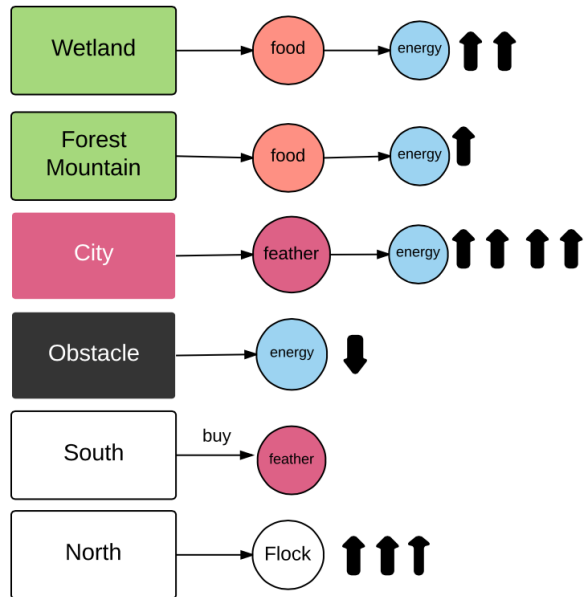 Wetland
food
energy
Forest
Mountain
food
energy
City
feather
energy
Obstacle
energy
South
buy
feather
North
Flock